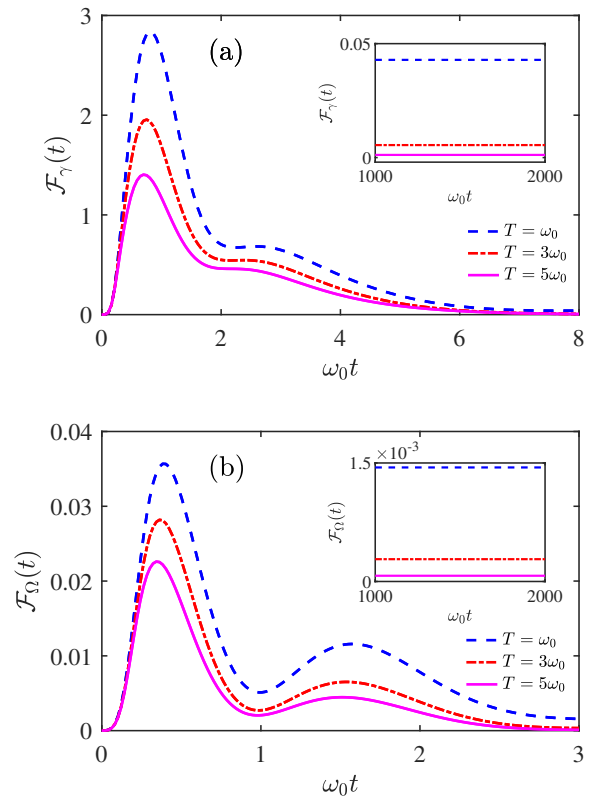 (a)
3
2
1
0
0 2 4 6 8
ℱγ(t)
ω₀t
0.05
0
1000 2000
ℱγ(t)
ω₀t
T = ω₀
T = 3ω₀
T = 5ω₀
(b)
0.04
0.03
0.02
0.01
0
0 1 2 3
ℱΩ(t)
ω₀t
×10⁻³
1.5
0
1000 2000
ℱΩ(t)
ω₀t
T = ω₀
T = 3ω₀
T = 5ω₀